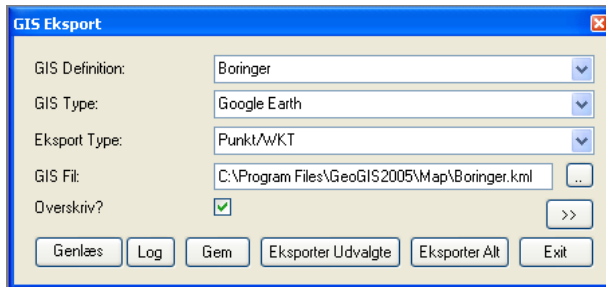 GIS Eksport
GIS Definition: Boringer
GIS Type: Google Earth
Eksport Type: Punkt/WKT
GIS Fil: C:\Program Files\GeoGIS2005\Map\Boringer.kml ..
Overskriv?
>>
Genlæs Log Gem Eksporter Udvalgte Eksporter Alt Exit